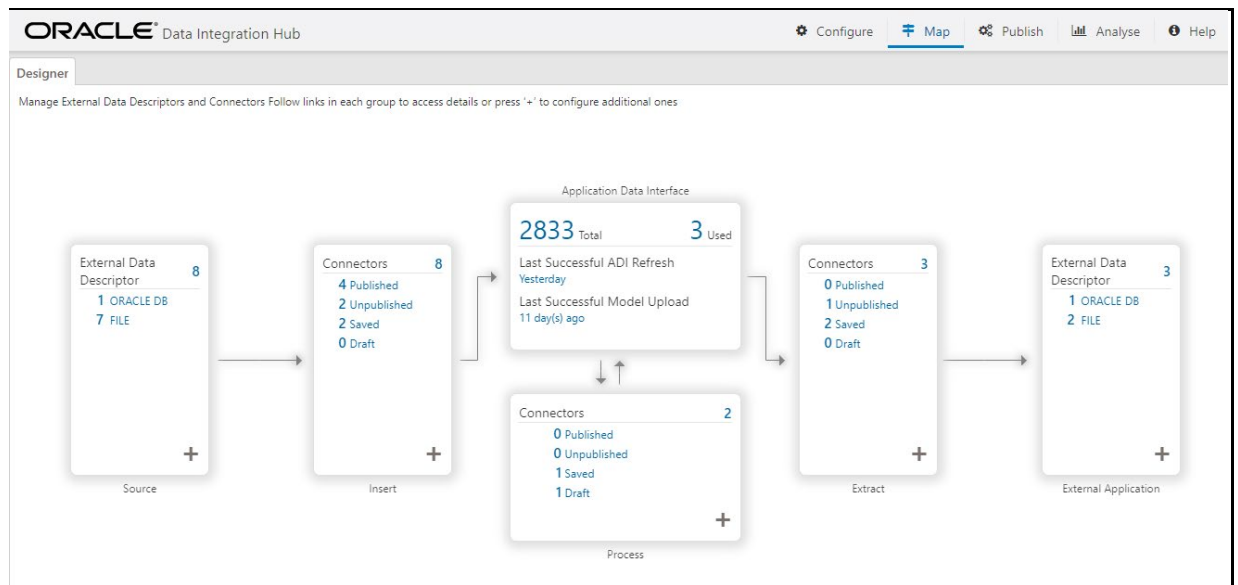 ORACLE® Data Integration Hub
Configure
Map
Publish
Analyse
Help
Designer
Manage External Data Descriptors and Connectors Follow links in each group to access details or press '+' to configure additional ones
External Data
Descriptor
8
1 ORACLE DB
7 FILE
+
Source
Connectors 8
4 Published
2 Unpublished
2 Saved
0 Draft
+
Insert
Application Data Interface
2833 Total 3 Used
Last Successful ADI Refresh
Yesterday
Last Successful Model Upload
11 day(s) ago
Connectors 2
0 Published
0 Unpublished
1 Saved
1 Draft
+
Process
Connectors 3
0 Published
1 Unpublished
2 Saved
0 Draft
+
Extract
External Data
Descriptor
3
1 ORACLE DB
2 FILE
+
External Application